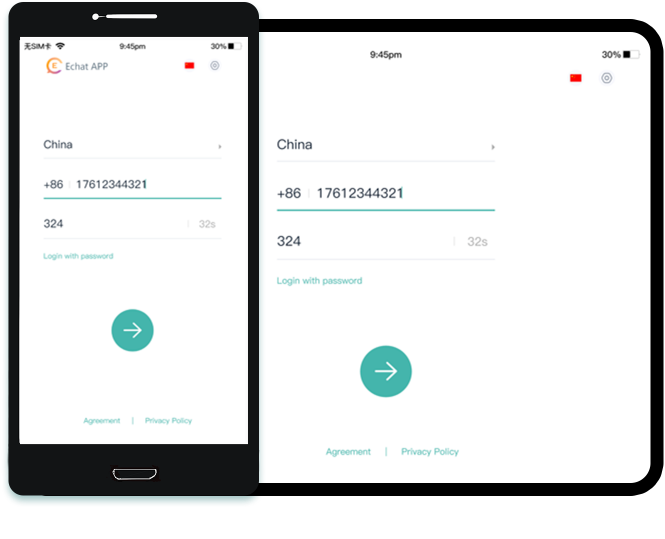 无SIM卡 9:45pm 30%
E Echat APP
China
+86 17612344321
324 32s
Login with password
Agreement | Privacy Policy
9:45pm 30%
China
+86 17612344321
324 32s
Login with password
Agreement | Privacy Policy